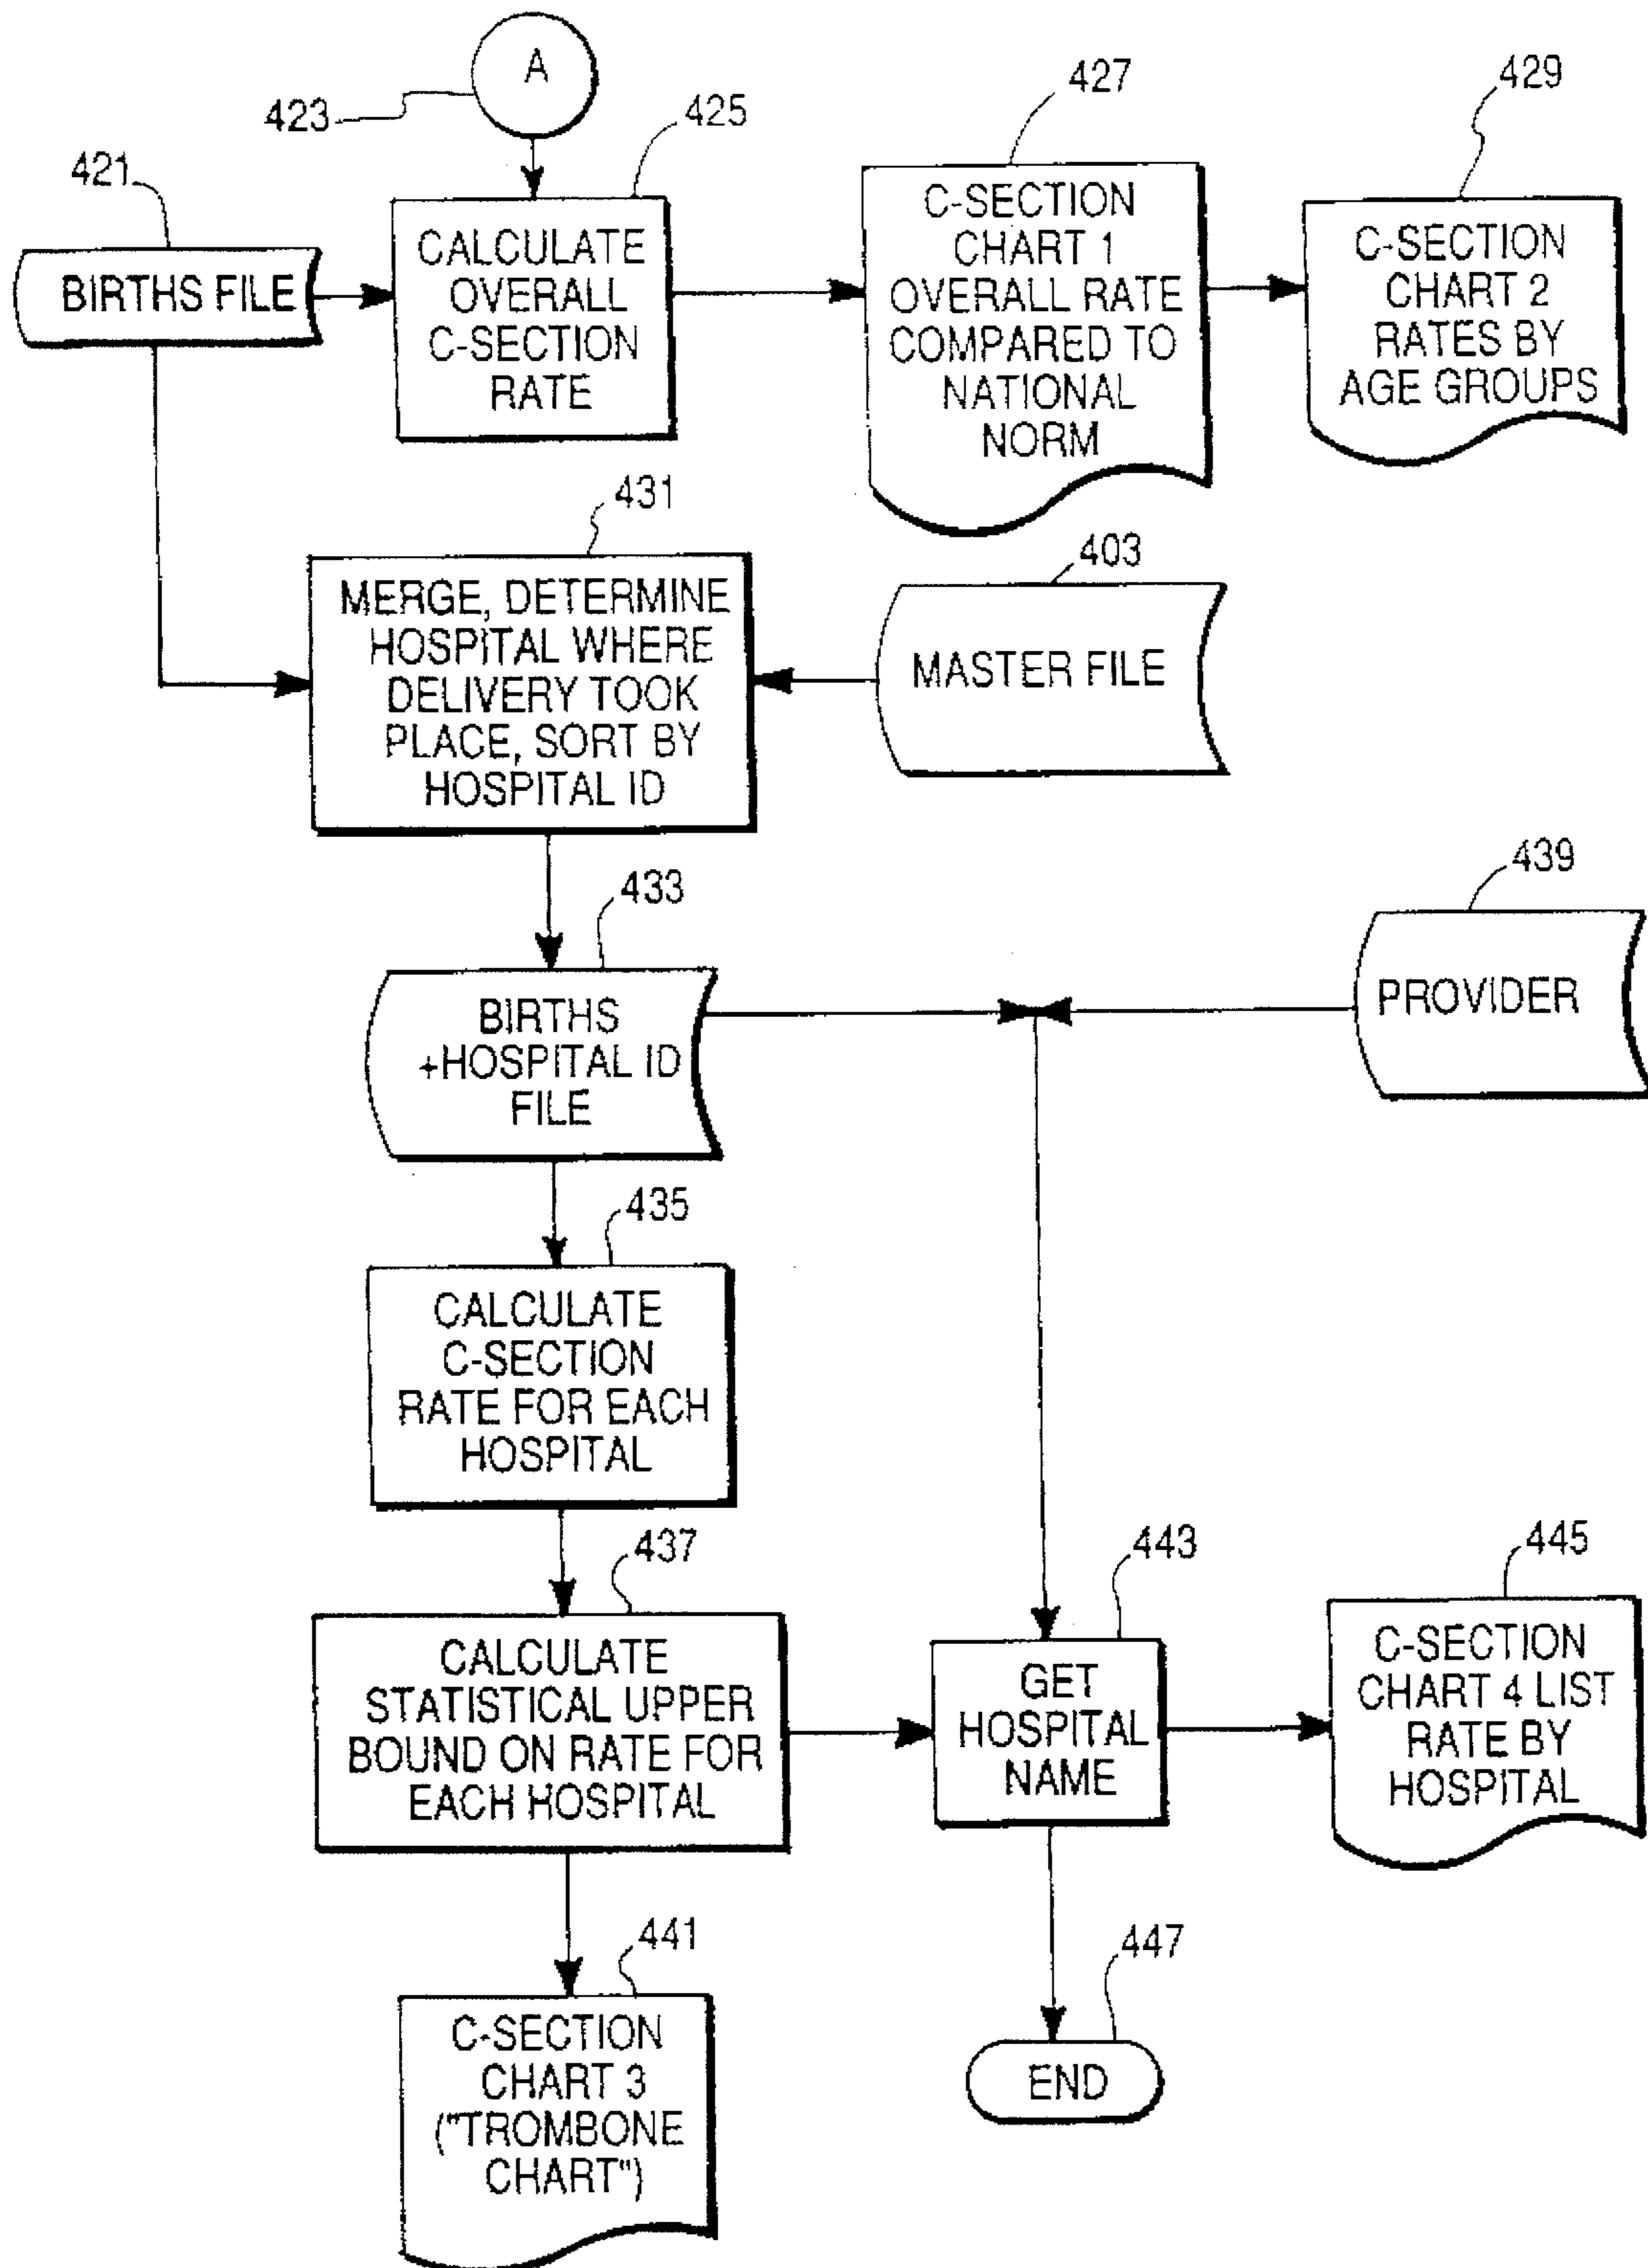 A
423
425
427
429
421
BIRTHS FILE
CALCULATE
OVERALL
C-SECTION
RATE
C-SECTION
CHART 1
OVERALL RATE
COMPARED TO
NATIONAL
NORM
C-SECTION
CHART 2
RATES BY
AGE GROUPS
431
MERGE, DETERMINE
HOSPITAL WHERE
DELIVERY TOOK
PLACE, SORT BY
HOSPITAL ID
403
MASTER FILE
433
BIRTHS
+HOSPITAL ID
FILE
439
PROVIDER
435
CALCULATE
C-SECTION
RATE FOR EACH
HOSPITAL
437
CALCULATE
STATISTICAL UPPER
BOUND ON RATE FOR
EACH HOSPITAL
443
GET
HOSPITAL
NAME
445
C-SECTION
CHART 4 LIST
RATE BY
HOSPITAL
441
C-SECTION
CHART 3
("TROMBONE
CHART")
447
END